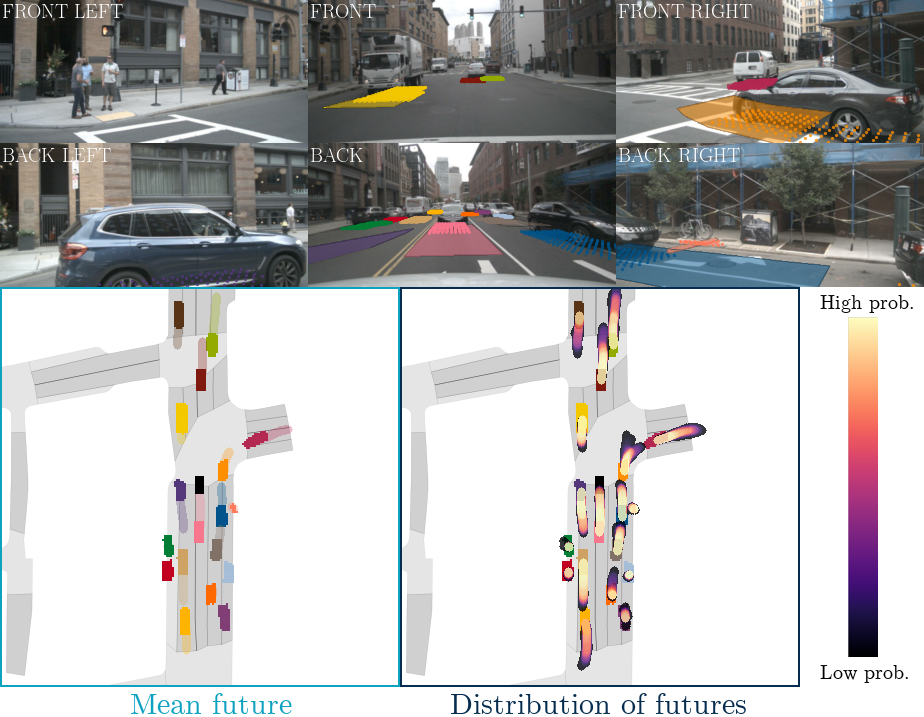 FRONT LEFT
FRONT
FRONT RIGHT
BACK LEFT
BACK
BACK RIGHT
High prob.
Low prob.
Mean future
Distribution of futures